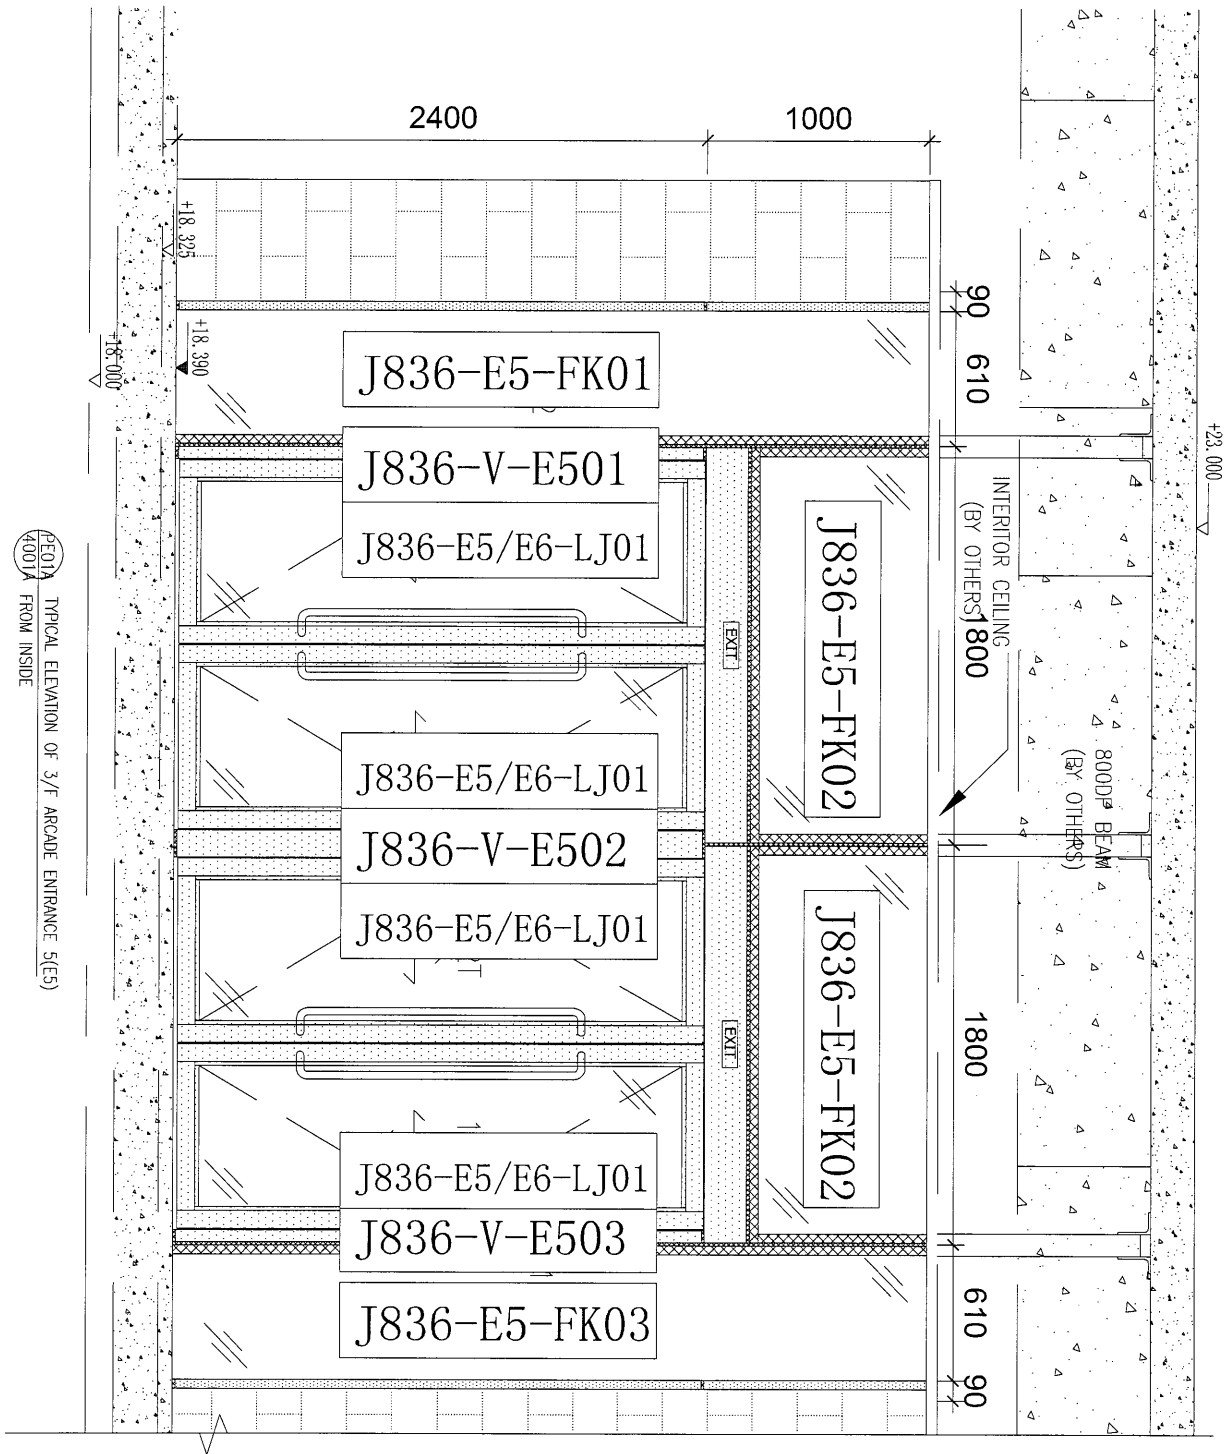 2400
1000
+18.325
+18.390
+18.000
+23.000
90
610
1800
1800
610
90
J836-E5-FK01
J836-V-E501
J836-E5/E6-LJ01
J836-E5-FK02
INTERITOR CEILING
(BY OTHERS)
EXIT
J836-E5/E6-LJ01
J836-V-E502
J836-E5/E6-LJ01
J836-E5-FK02
800DP BEAM
(BY OTHERS)
EXIT
J836-E5/E6-LJ01
J836-V-E503
J836-E5-FK03
PE01A
4001A
TYPICAL ELEVATION OF 3/F ARCADE ENTRANCE 5(E5)
FROM INSIDE